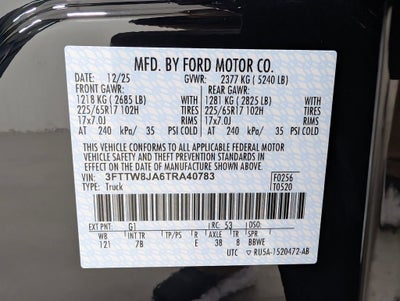 MFD. BY FORD MOTOR CO.
DATE: 12/25 GVWR: 2377 KG ( 5240 LB)
FRONT GAWR: REAR GAWR:
1218 KG ( 2685 LB) 1281 KG ( 2825 LB)
225/65R17 102H TIRES 225/65R17 102H TIRES
17x7.0J RIMS 17x7.0J RIMS
AT 240 kPa/ 35 PSI COLD AT 240 kPa/ 35 PSI COLD
THIS VEHICLE CONFORMS TO ALL APPLICABLE FEDERAL MOTOR
VEHICLE SAFETY AND THEFT PREVENTION STANDARDS IN
EFFECT ON THE DATE OF MANUFACTURE SHOWN ABOVE.
VIN: 3FTTW8JA6TRA40783 F0256
TYPE: Truck T0520
EXT PNT: G1 RC: 53 DSO:
WB INT TR TP/PS R AXLE TR SPR
121 7B E 38 8 BBWE
UTC ▼RU5A-1520472-AB